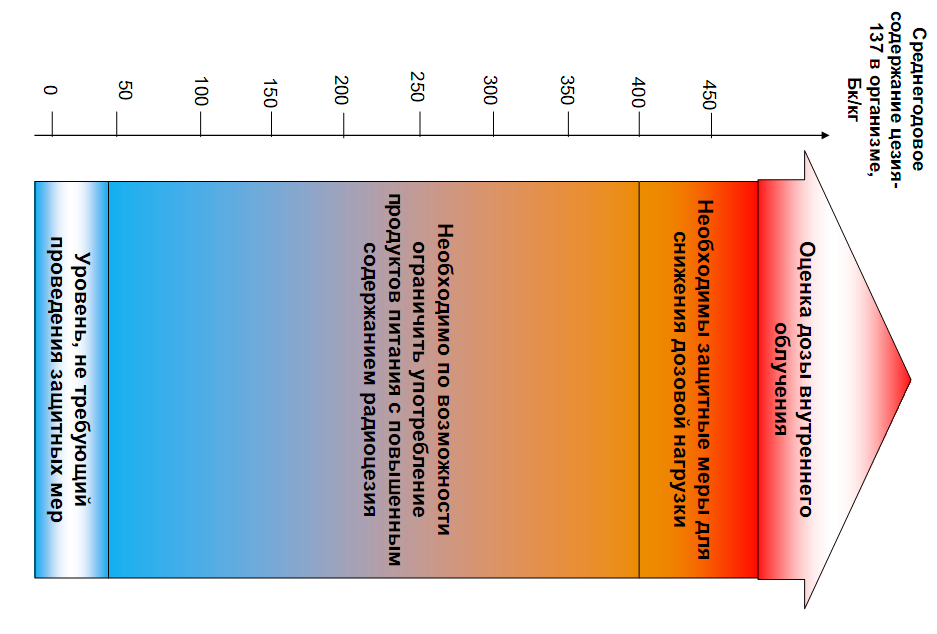 Среднегодовое
содержание цезия-
137 в организме,
Бк/кг
450
400
350
300
250
200
150
100
50
0
Оценка дозы внутреннего
облучения
Необходимы защитные меры для
снижения дозовой нагрузки
Необходимо по возможности
ограничить употребление
продуктов питания с повышенным
содержанием радиоцезия
Уровень, не требующий
проведения защитных мер